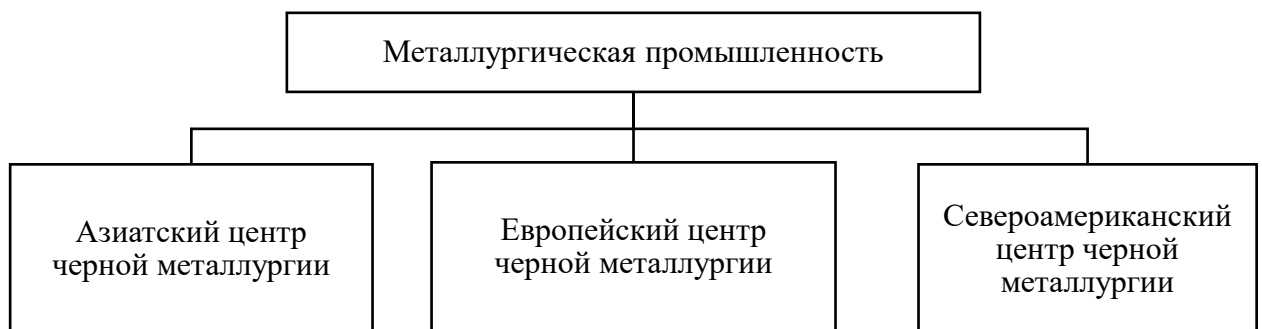 Металлургическая промышленность
Азиатский центр
черной металлургии
Европейский центр
черной металлургии
Североамериканский
центр черной
металлургии